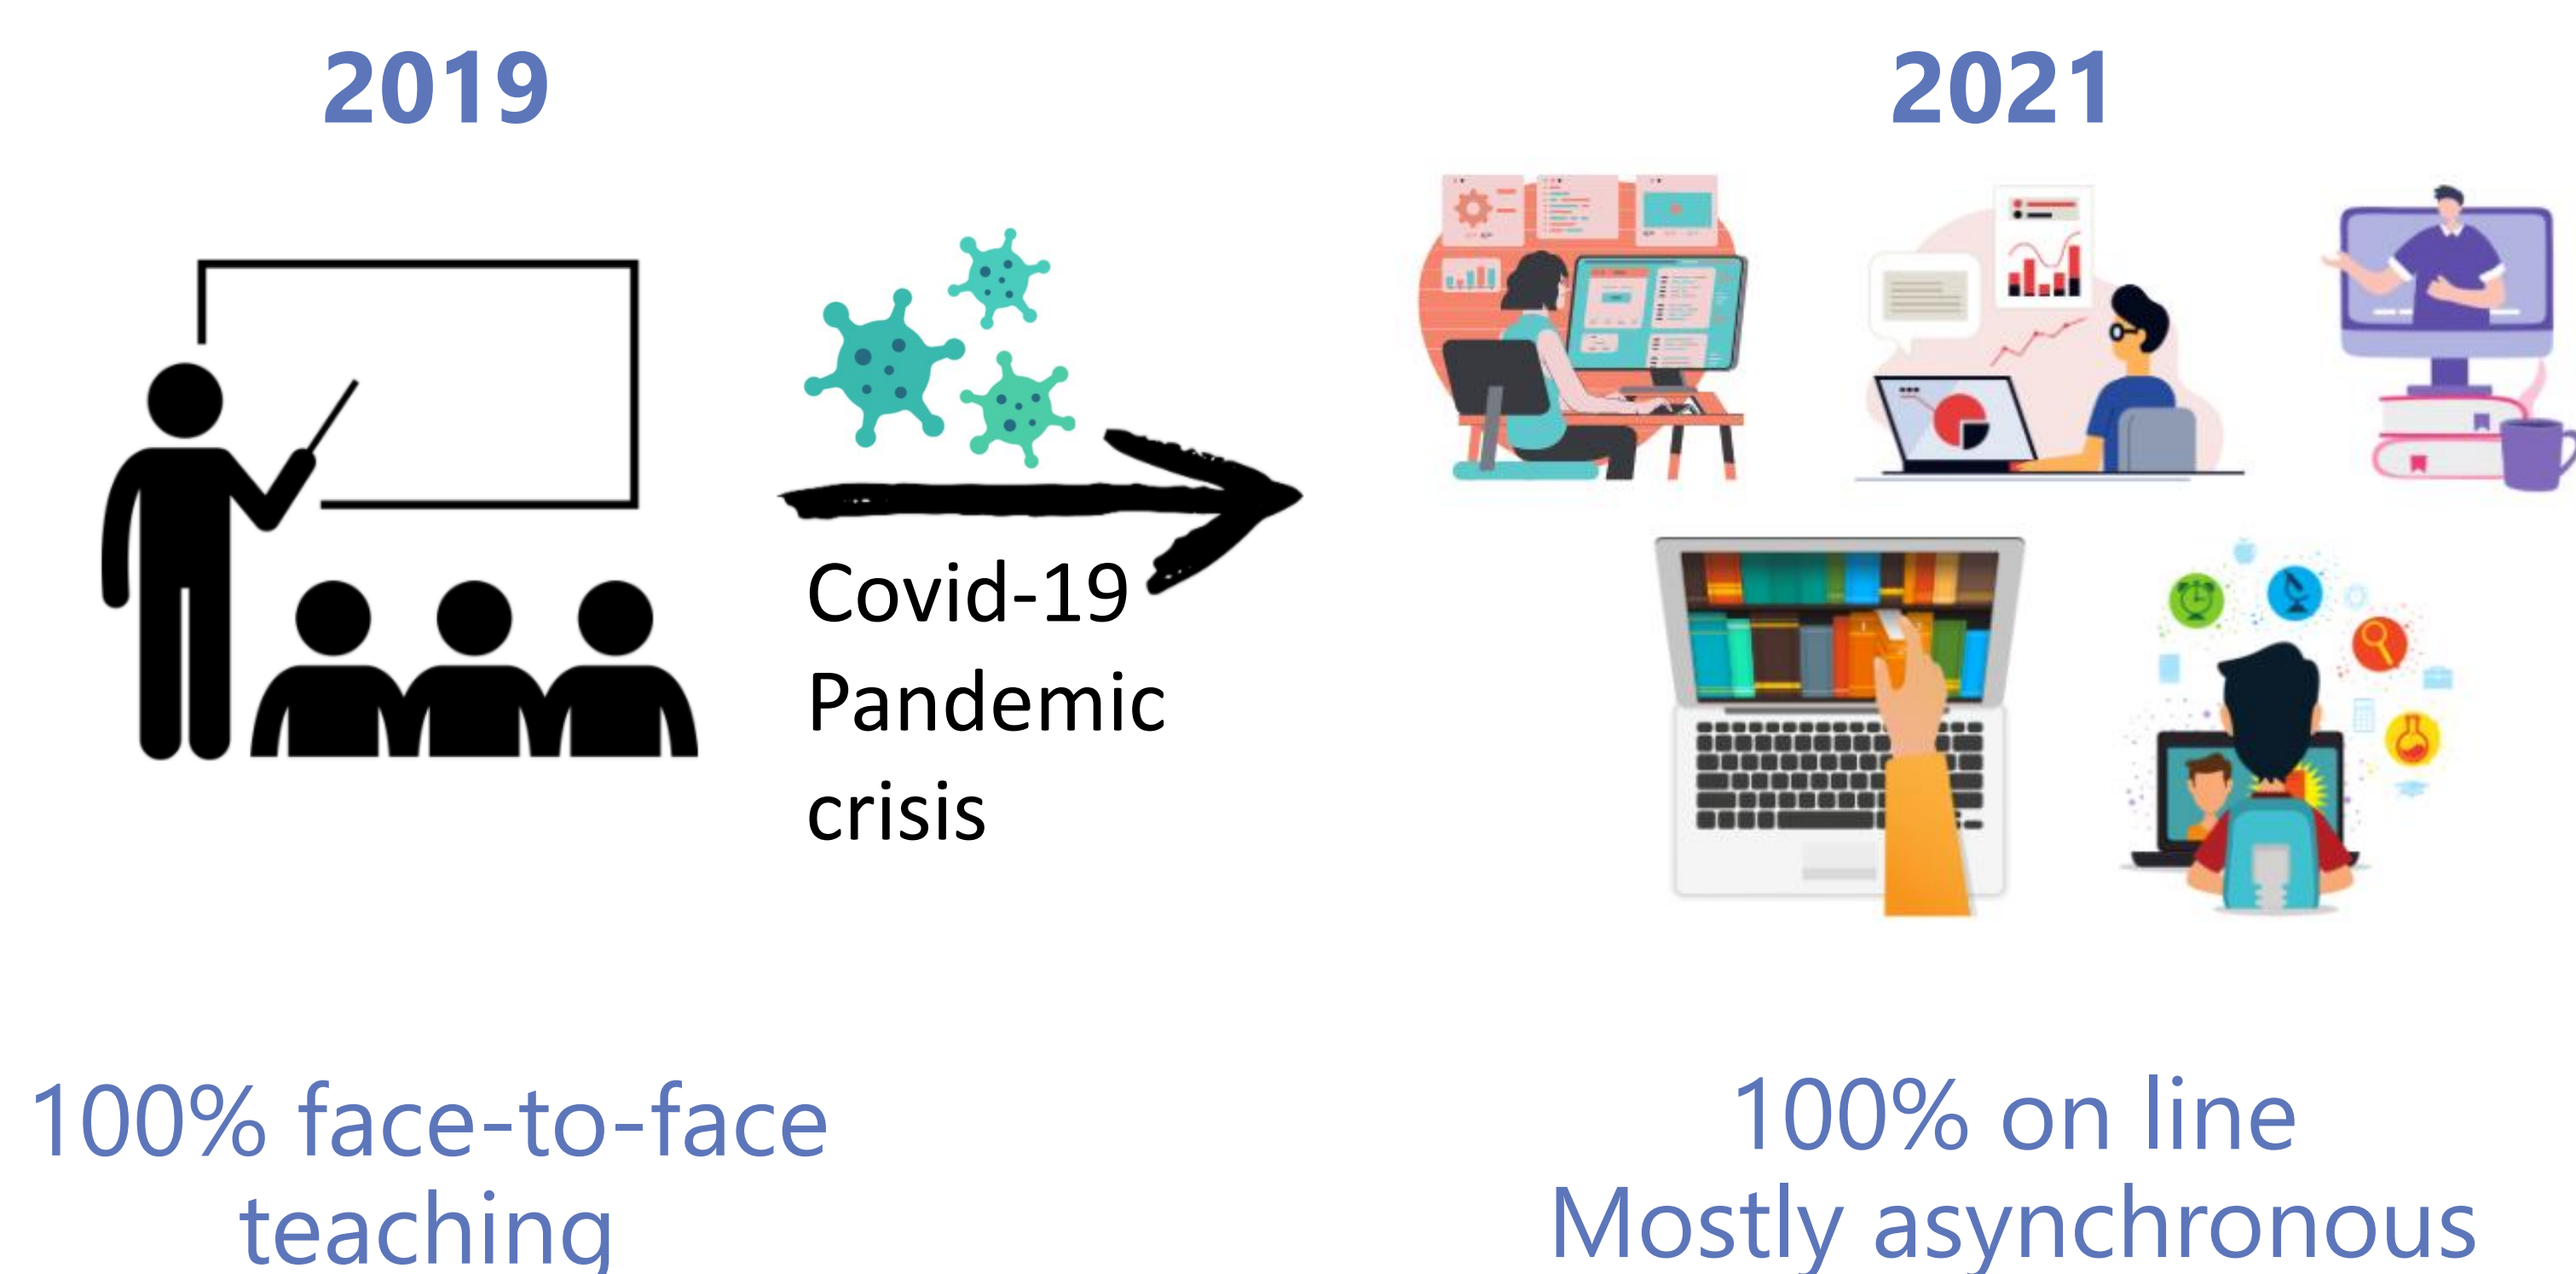 2019
2021
Covid-19
Pandemic
crisis
100% face-to-face
teaching
100% on line
Mostly asynchronous